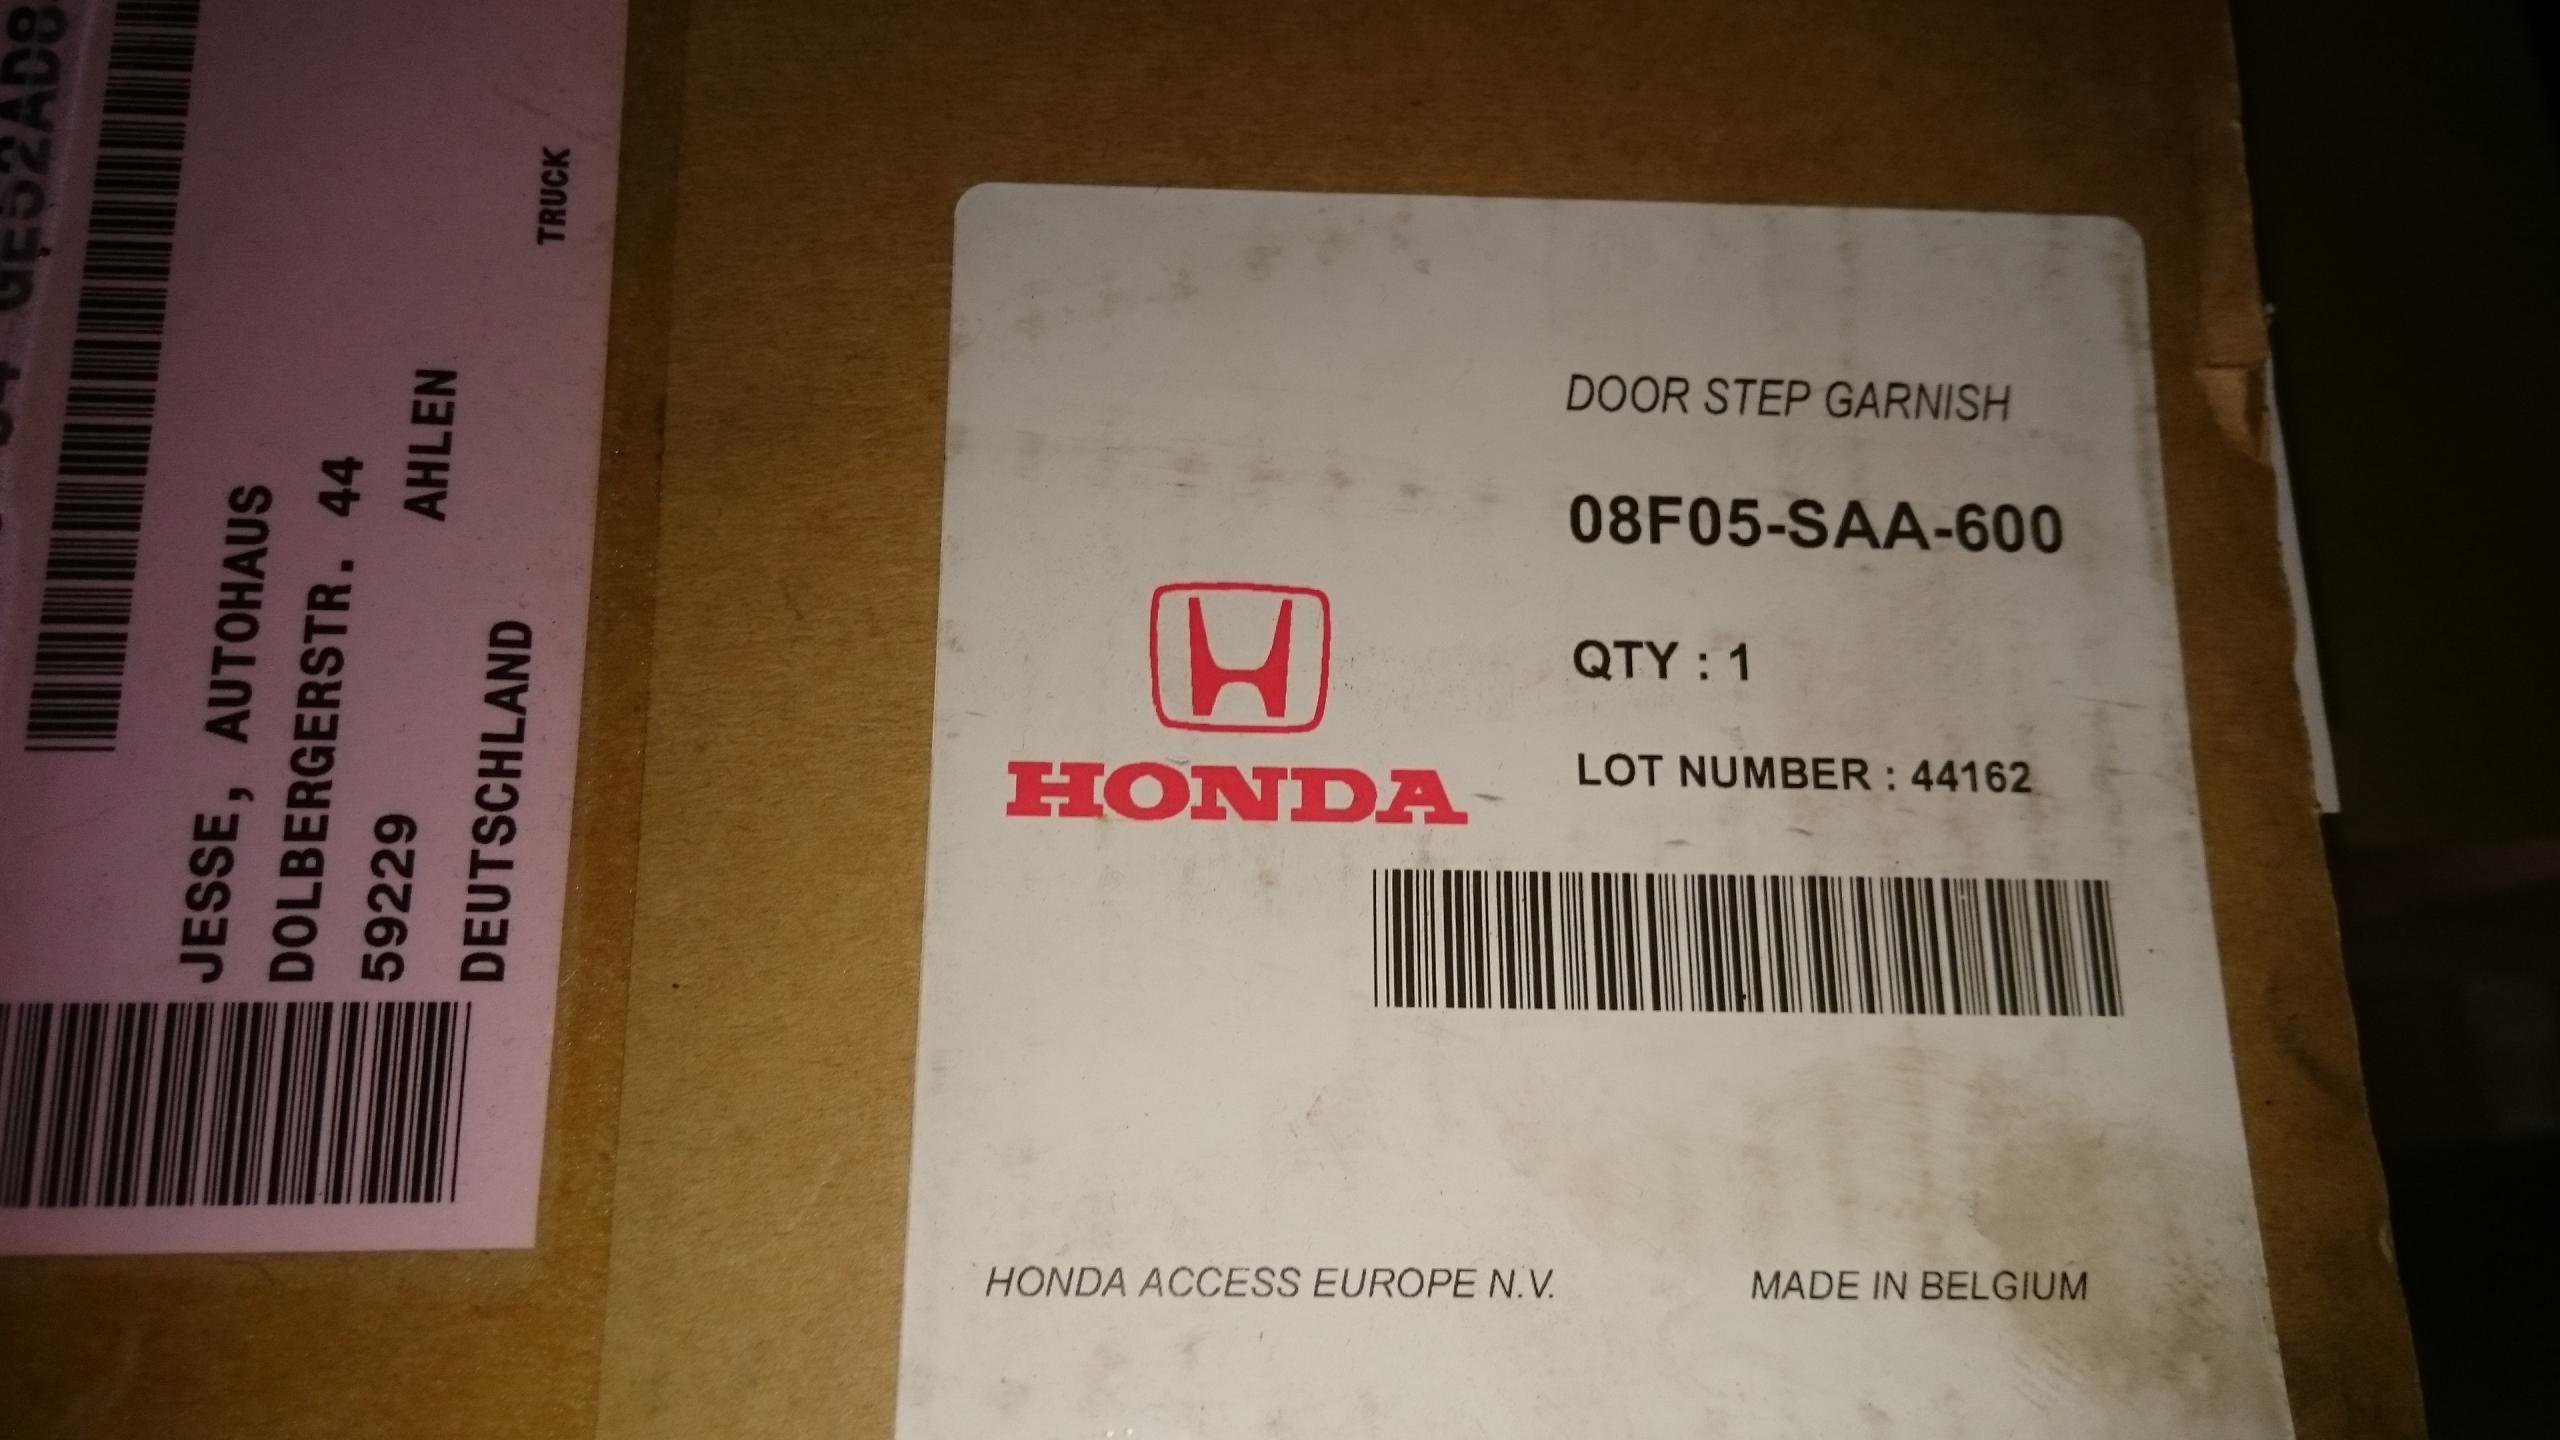 GE52AD8
TRUCK
JESSE, AUTOHAUS
DOLBERGERSTR. 44
59229 AHLEN
DEUTSCHLAND
DOOR STEP GARNISH
08F05-SAA-600
QTY : 1
LOT NUMBER : 44162
HONDA
HONDA ACCESS EUROPE N.V. MADE IN BELGIUM